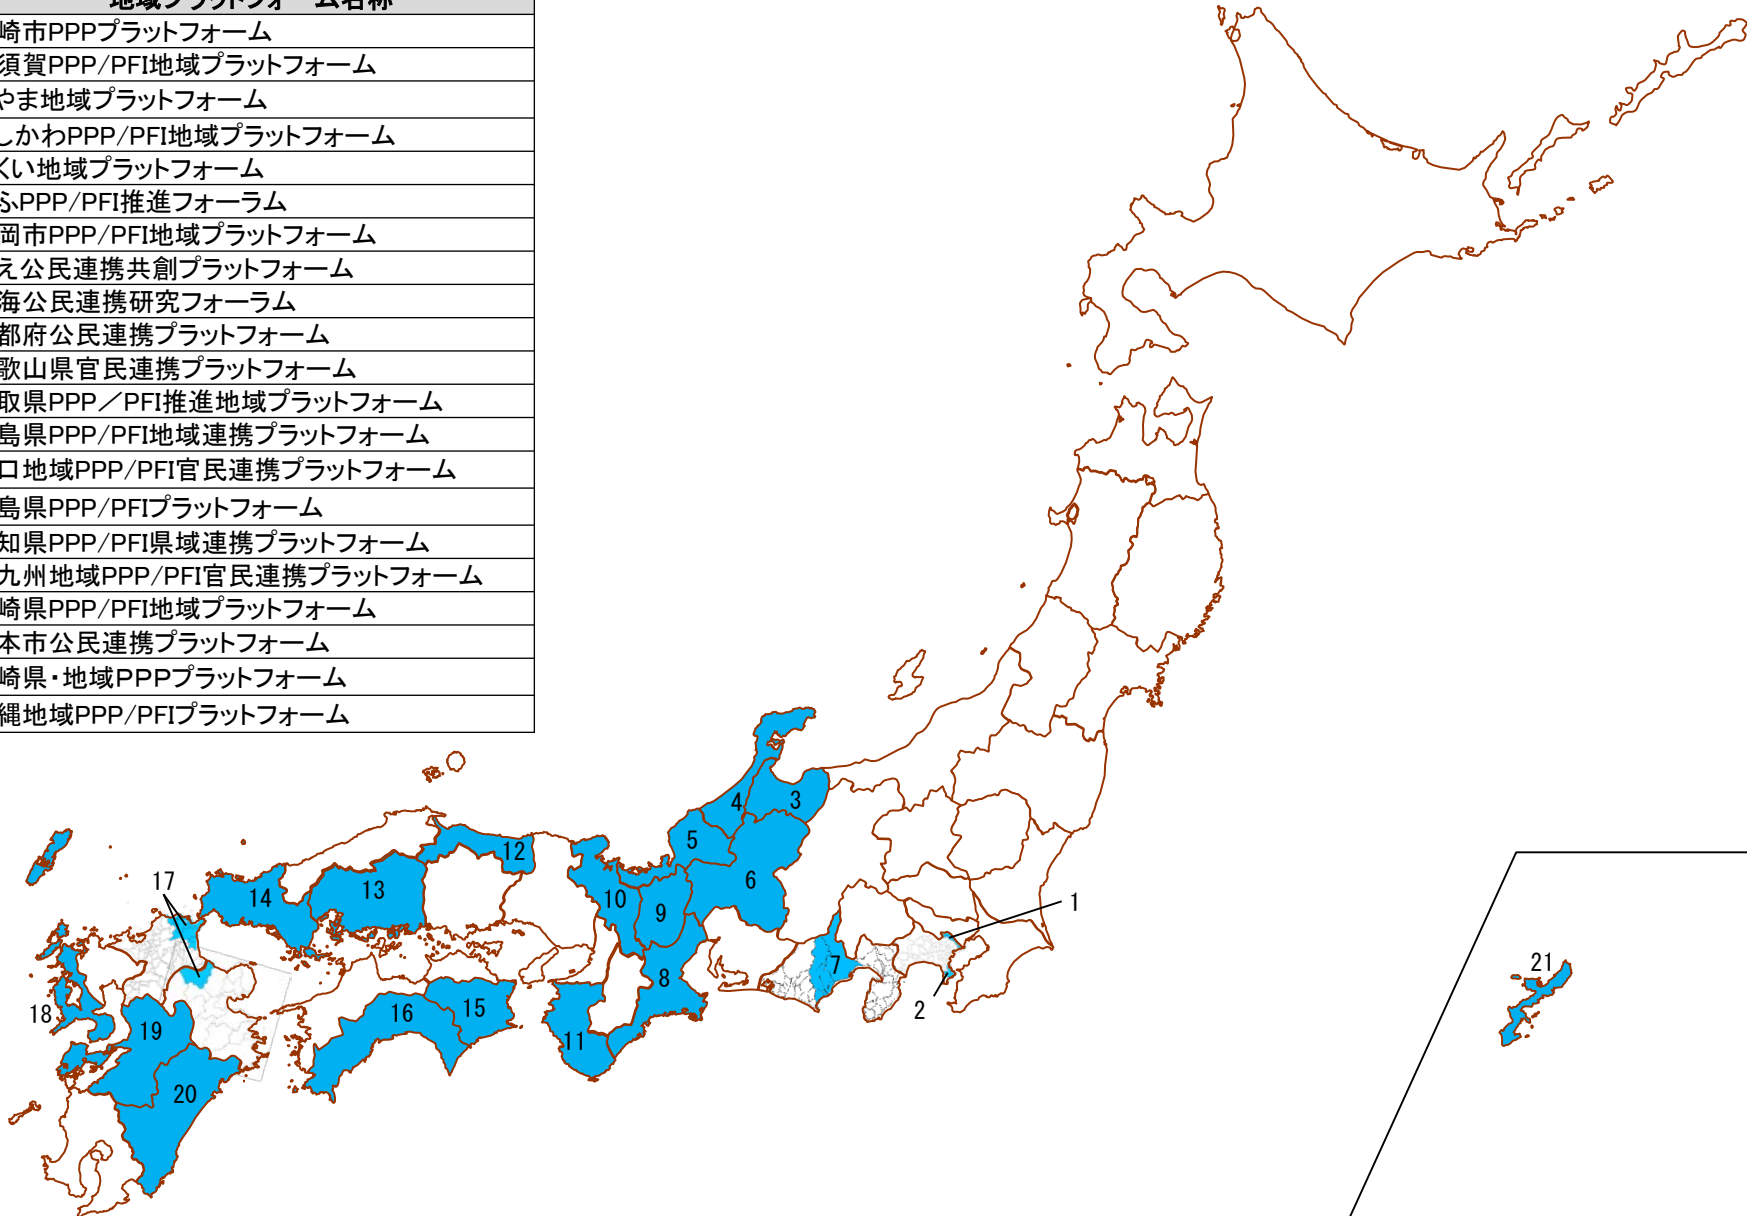 地域プラットフォーム名称
崎市PPPプラットフォーム
須賀PPP/PFI地域プラットフォーム
やま地域プラットフォーム
しかわPPP/PFI地域プラットフォーム
くい地域プラットフォーム
ふPPP/PFI推進フォーラム
岡市PPP/PFI地域プラットフォーム
え公民連携共創プラットフォーム
海公民連携研究フォーラム
都府公民連携プラットフォーム
歌山県官民連携プラットフォーム
取県PPP／PFI推進地域プラットフォーム
島県PPP/PFI地域連携プラットフォーム
口地域PPP/PFI官民連携プラットフォーム
島県PPP/PFIプラットフォーム
知県PPP/PFI県域連携プラットフォーム
九州地域PPP/PFI官民連携プラットフォーム
崎県PPP/PFI地域プラットフォーム
本市公民連携プラットフォーム
崎県・地域PPPプラットフォーム
縄地域PPP/PFIプラットフォーム
4
3
5
12
17
6
13
14
10
9
1
7
21
8
2
18
16
15
19
11
20